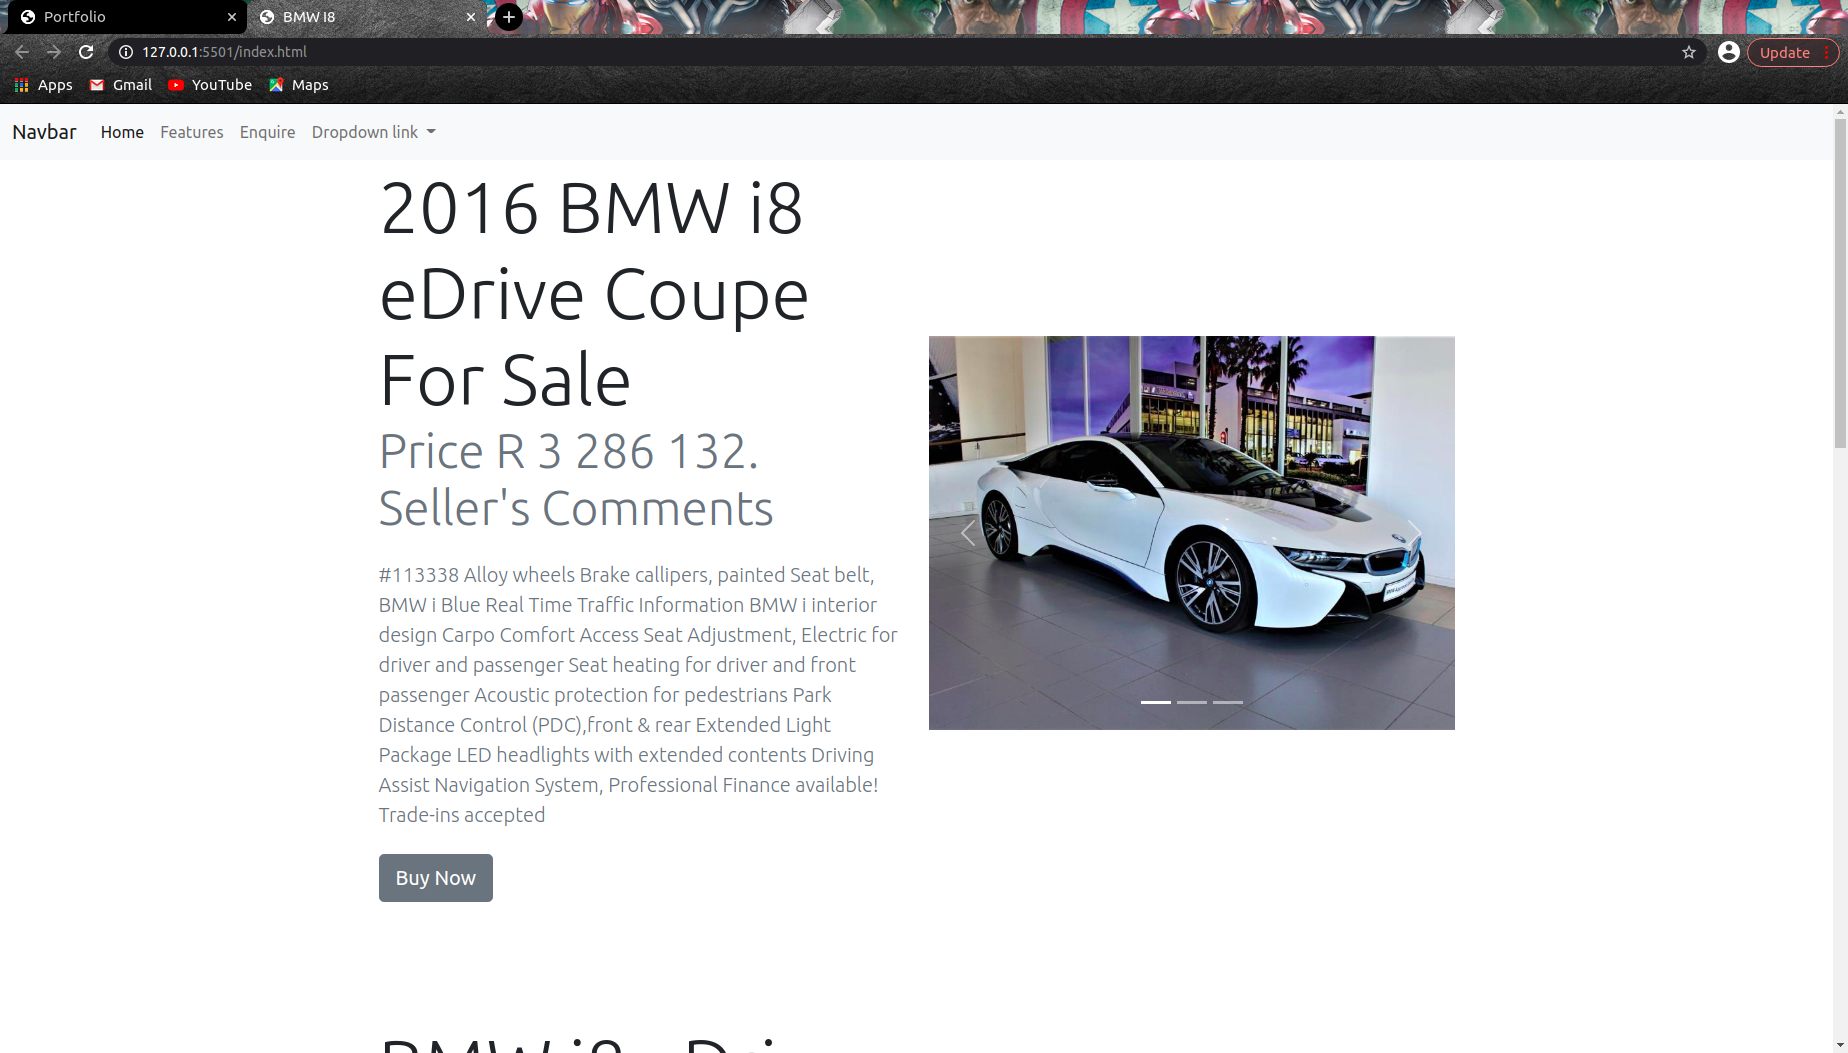 Portfolio
BMW I8
127.0.0.1:5501/index.html
Update
Apps Gmail YouTube Maps
Navbar Home Features Enquire Dropdown link
2016 BMW i8
eDrive Coupe
For Sale
Price R 3 286 132.
Seller's Comments
#113338 Alloy wheels Brake callipers, painted Seat belt,
BMW i Blue Real Time Traffic Information BMW i interior
design Carpo Comfort Access Seat Adjustment, Electric for
driver and passenger Seat heating for driver and front
passenger Acoustic protection for pedestrians Park
Distance Control (PDC),front & rear Extended Light
Package LED headlights with extended contents Driving
Assist Navigation System, Professional Finance available!
Trade-ins accepted
Buy Now